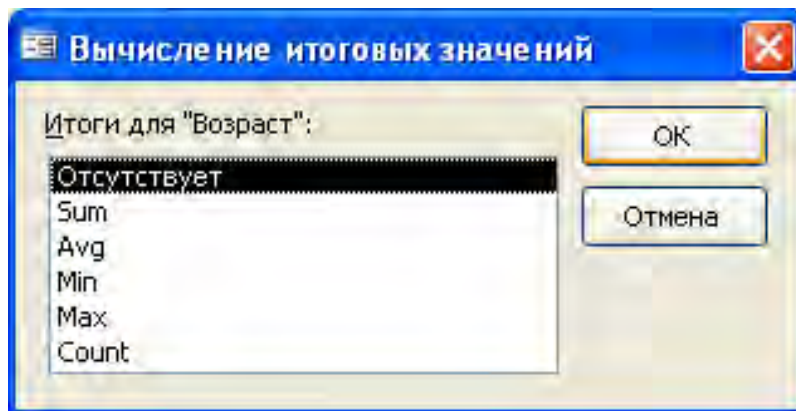 Вычисление итоговых значений
Итоги для "Возраст":
OK
Отсутствует
Sum
Отмена
Avg
Min
Max
Count